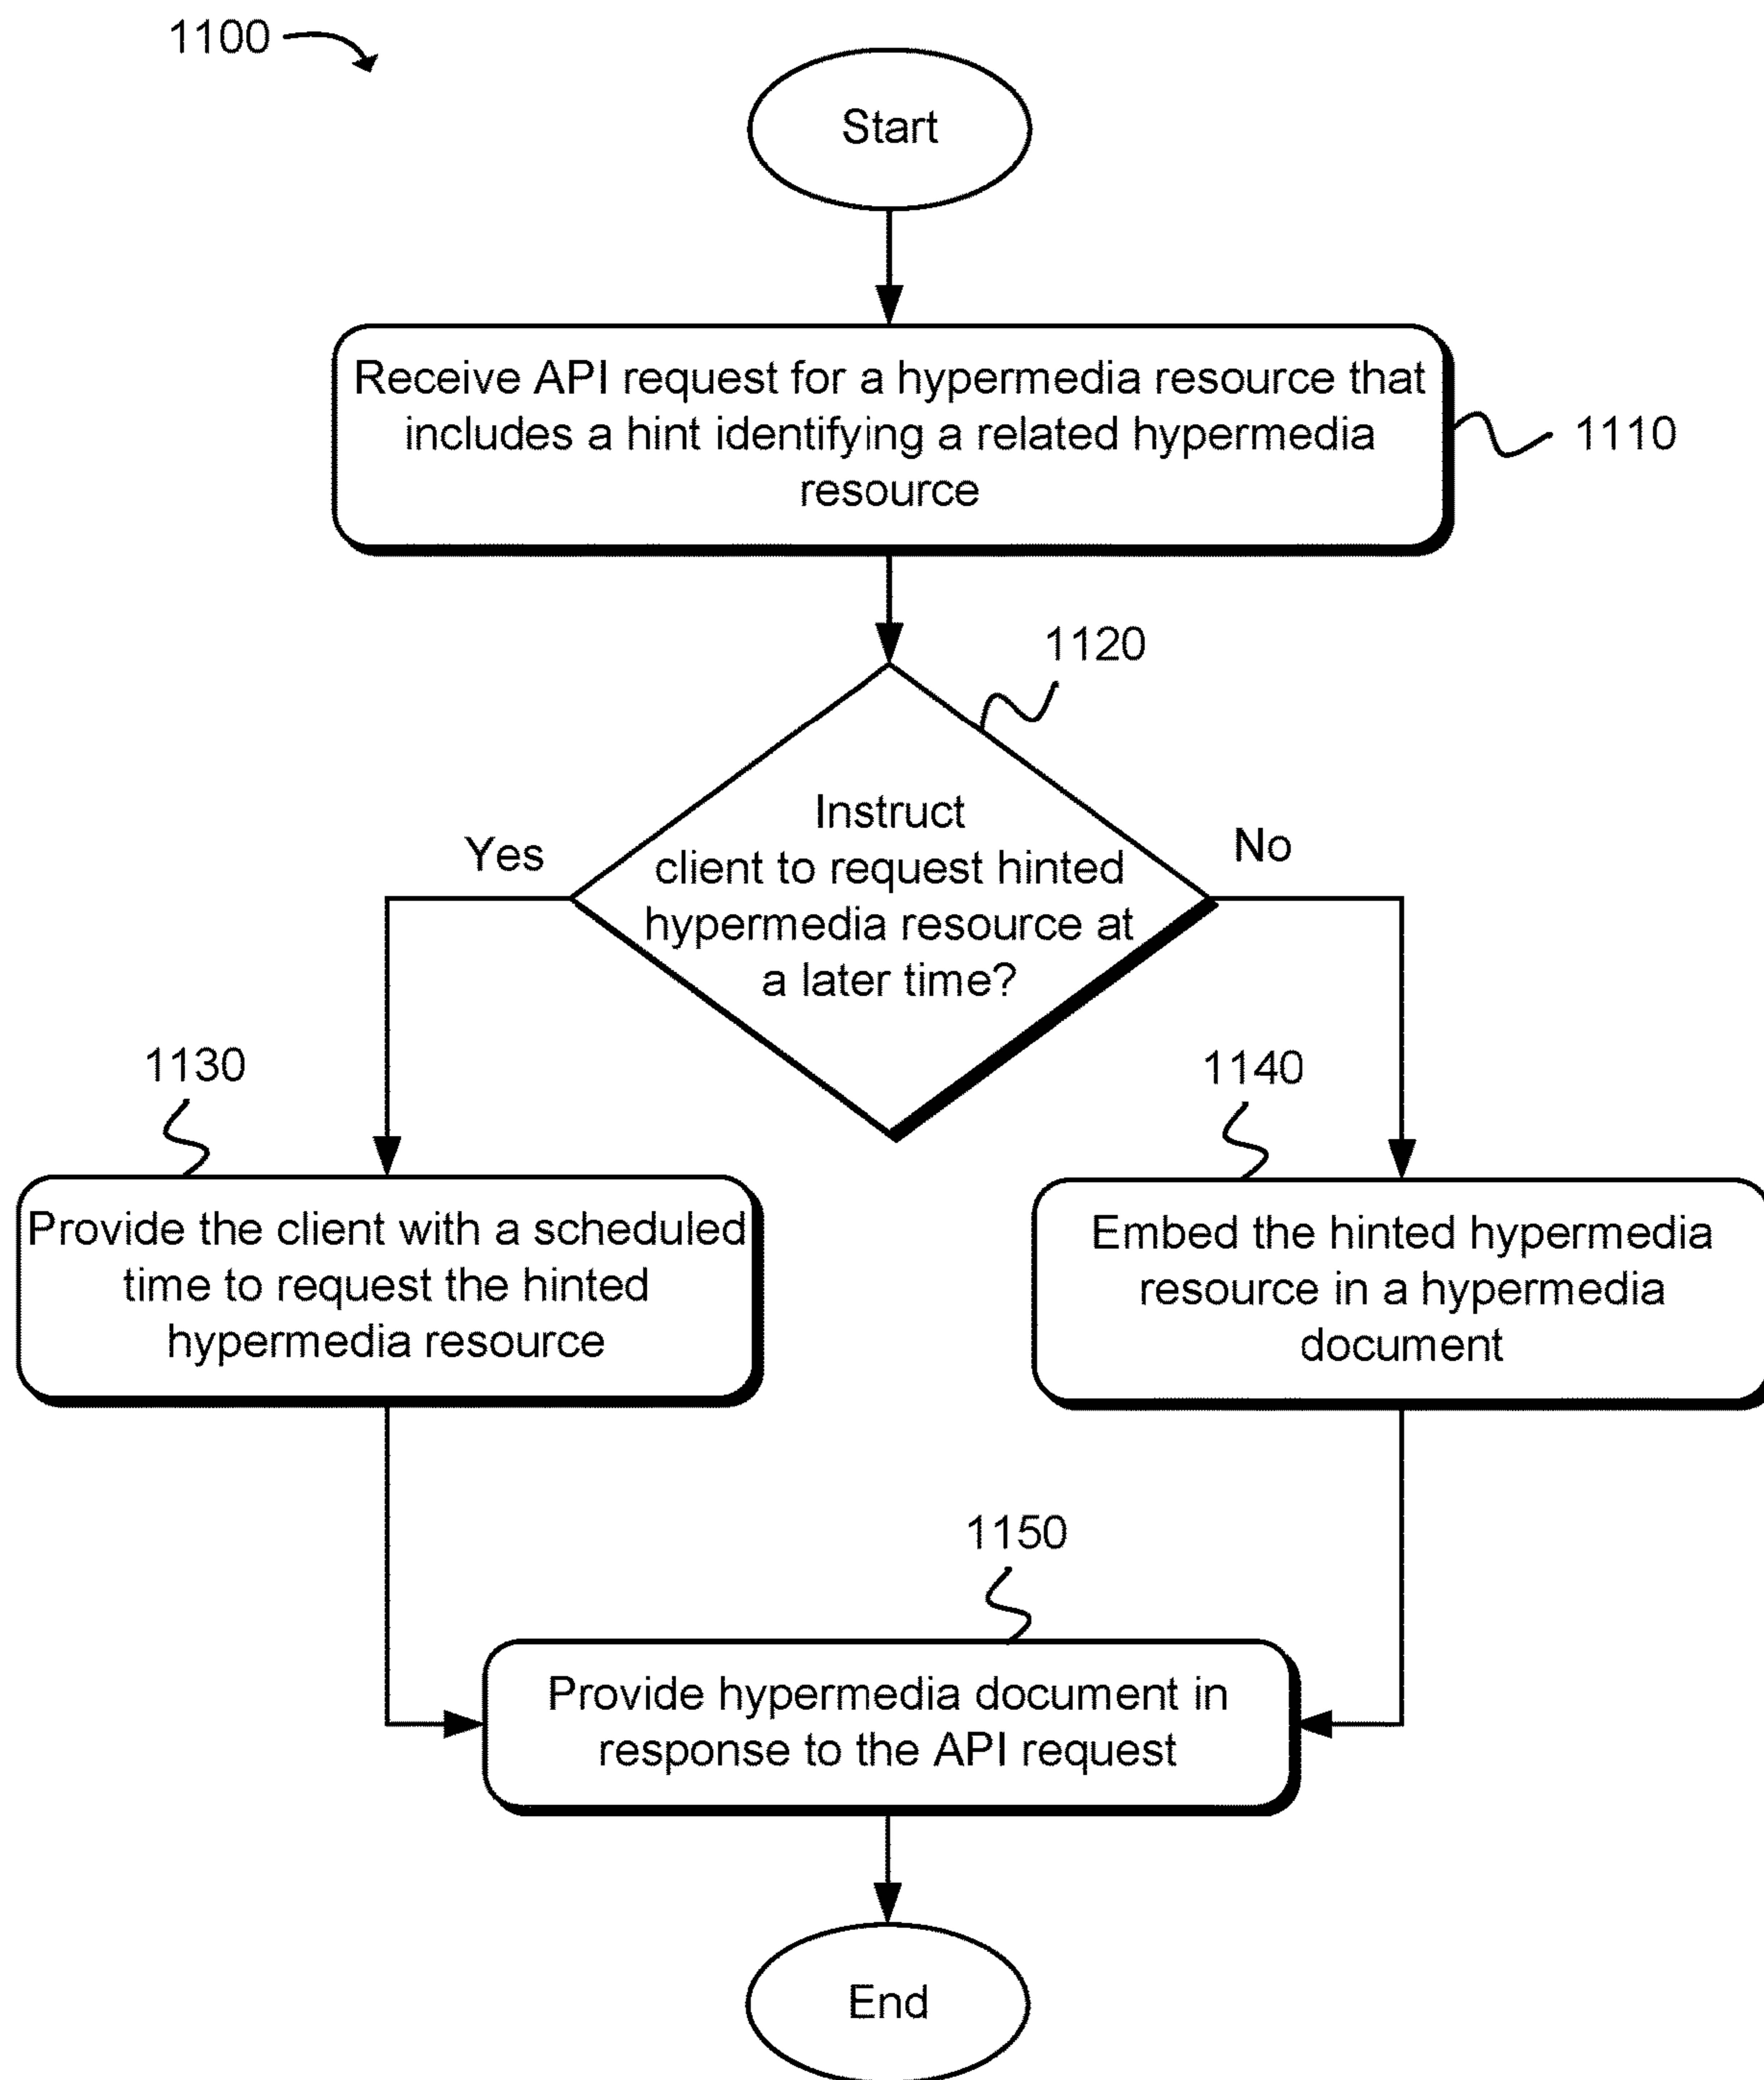 1100
Start
Receive API request for a hypermedia resource that
includes a hint identifying a related hypermedia
resource
1110
1120
Instruct
client to request hinted
hypermedia resource at
a later time?
Yes
No
1130
Provide the client with a scheduled
time to request the hinted
hypermedia resource
1140
Embed the hinted hypermedia
resource in a hypermedia
document
1150
Provide hypermedia document in
response to the API request
End